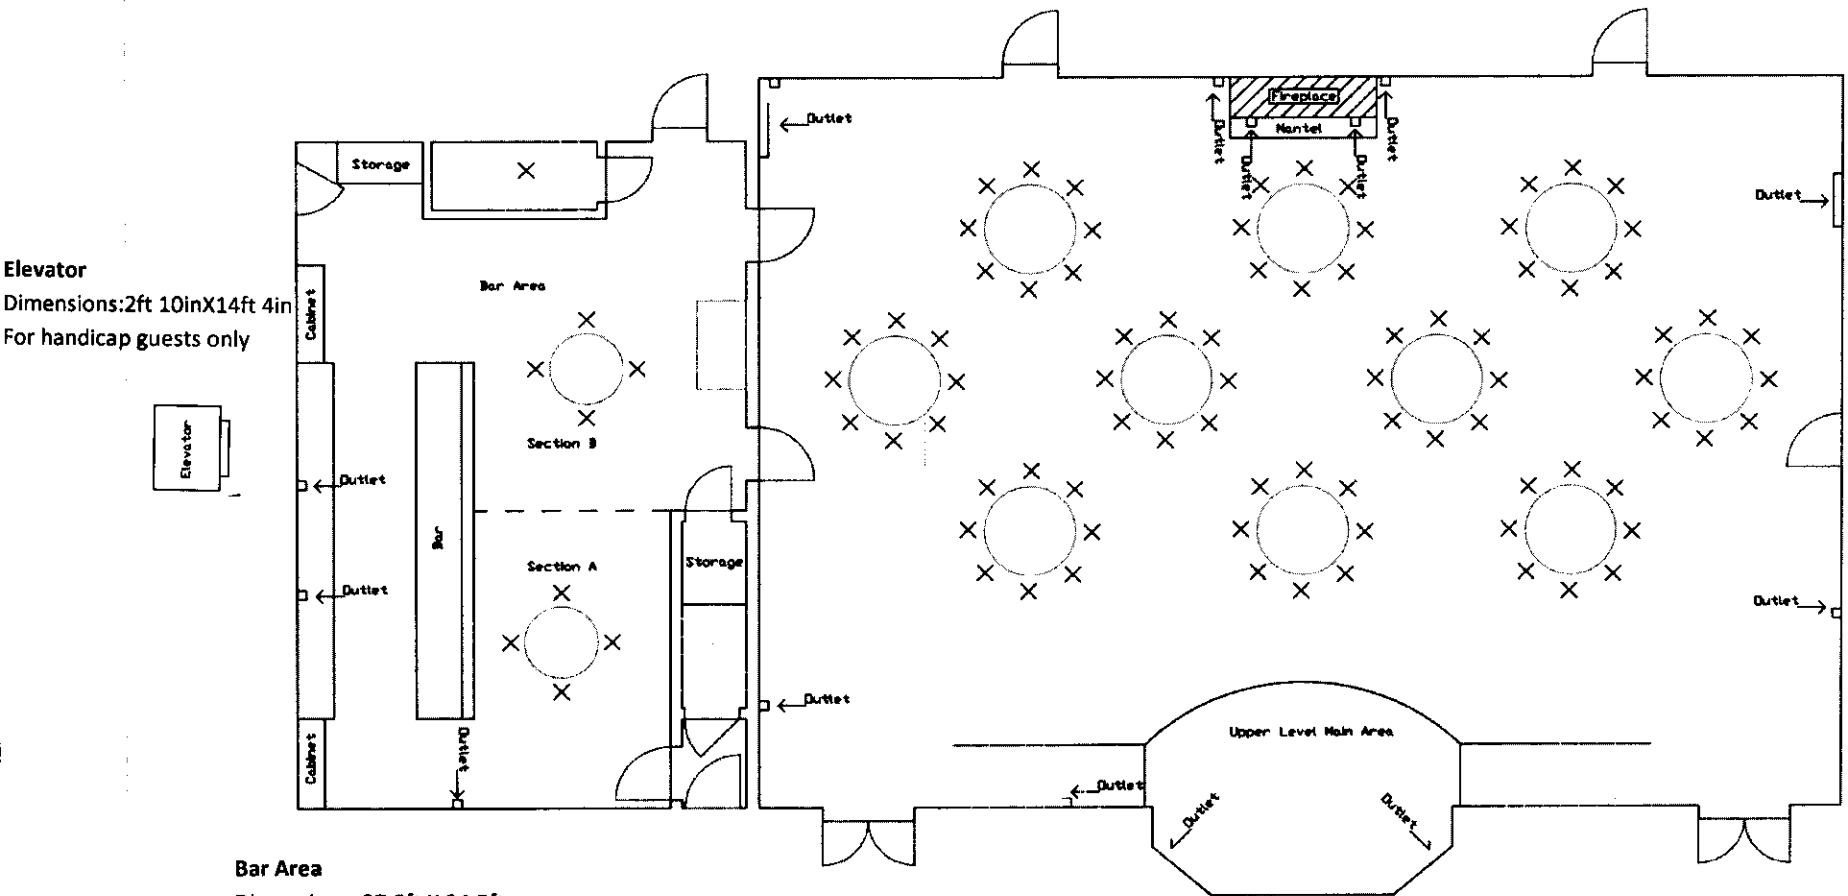 Outlet
Fireplace
Mantel
Outlet
Outlet
Outlet
Outlet
Storage
Outlet
Elevator
Dimensions:2ft 10inX14ft 4in
For handicap guests only
Cabinet
Bar Area
Elevator
Section B
Outlet
Bar
Section A
Storage
Outlet
Outlet
Outlet
Outlet
Cabinet
Upper Level Main Area
Outlet
Outlet
Outlet
Bar Area